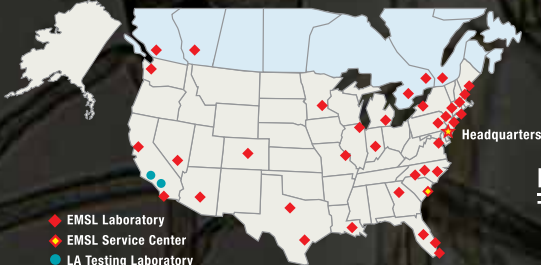 Headquarters
EMSL Laboratory
EMSL Service Center
LA Testing Laboratory